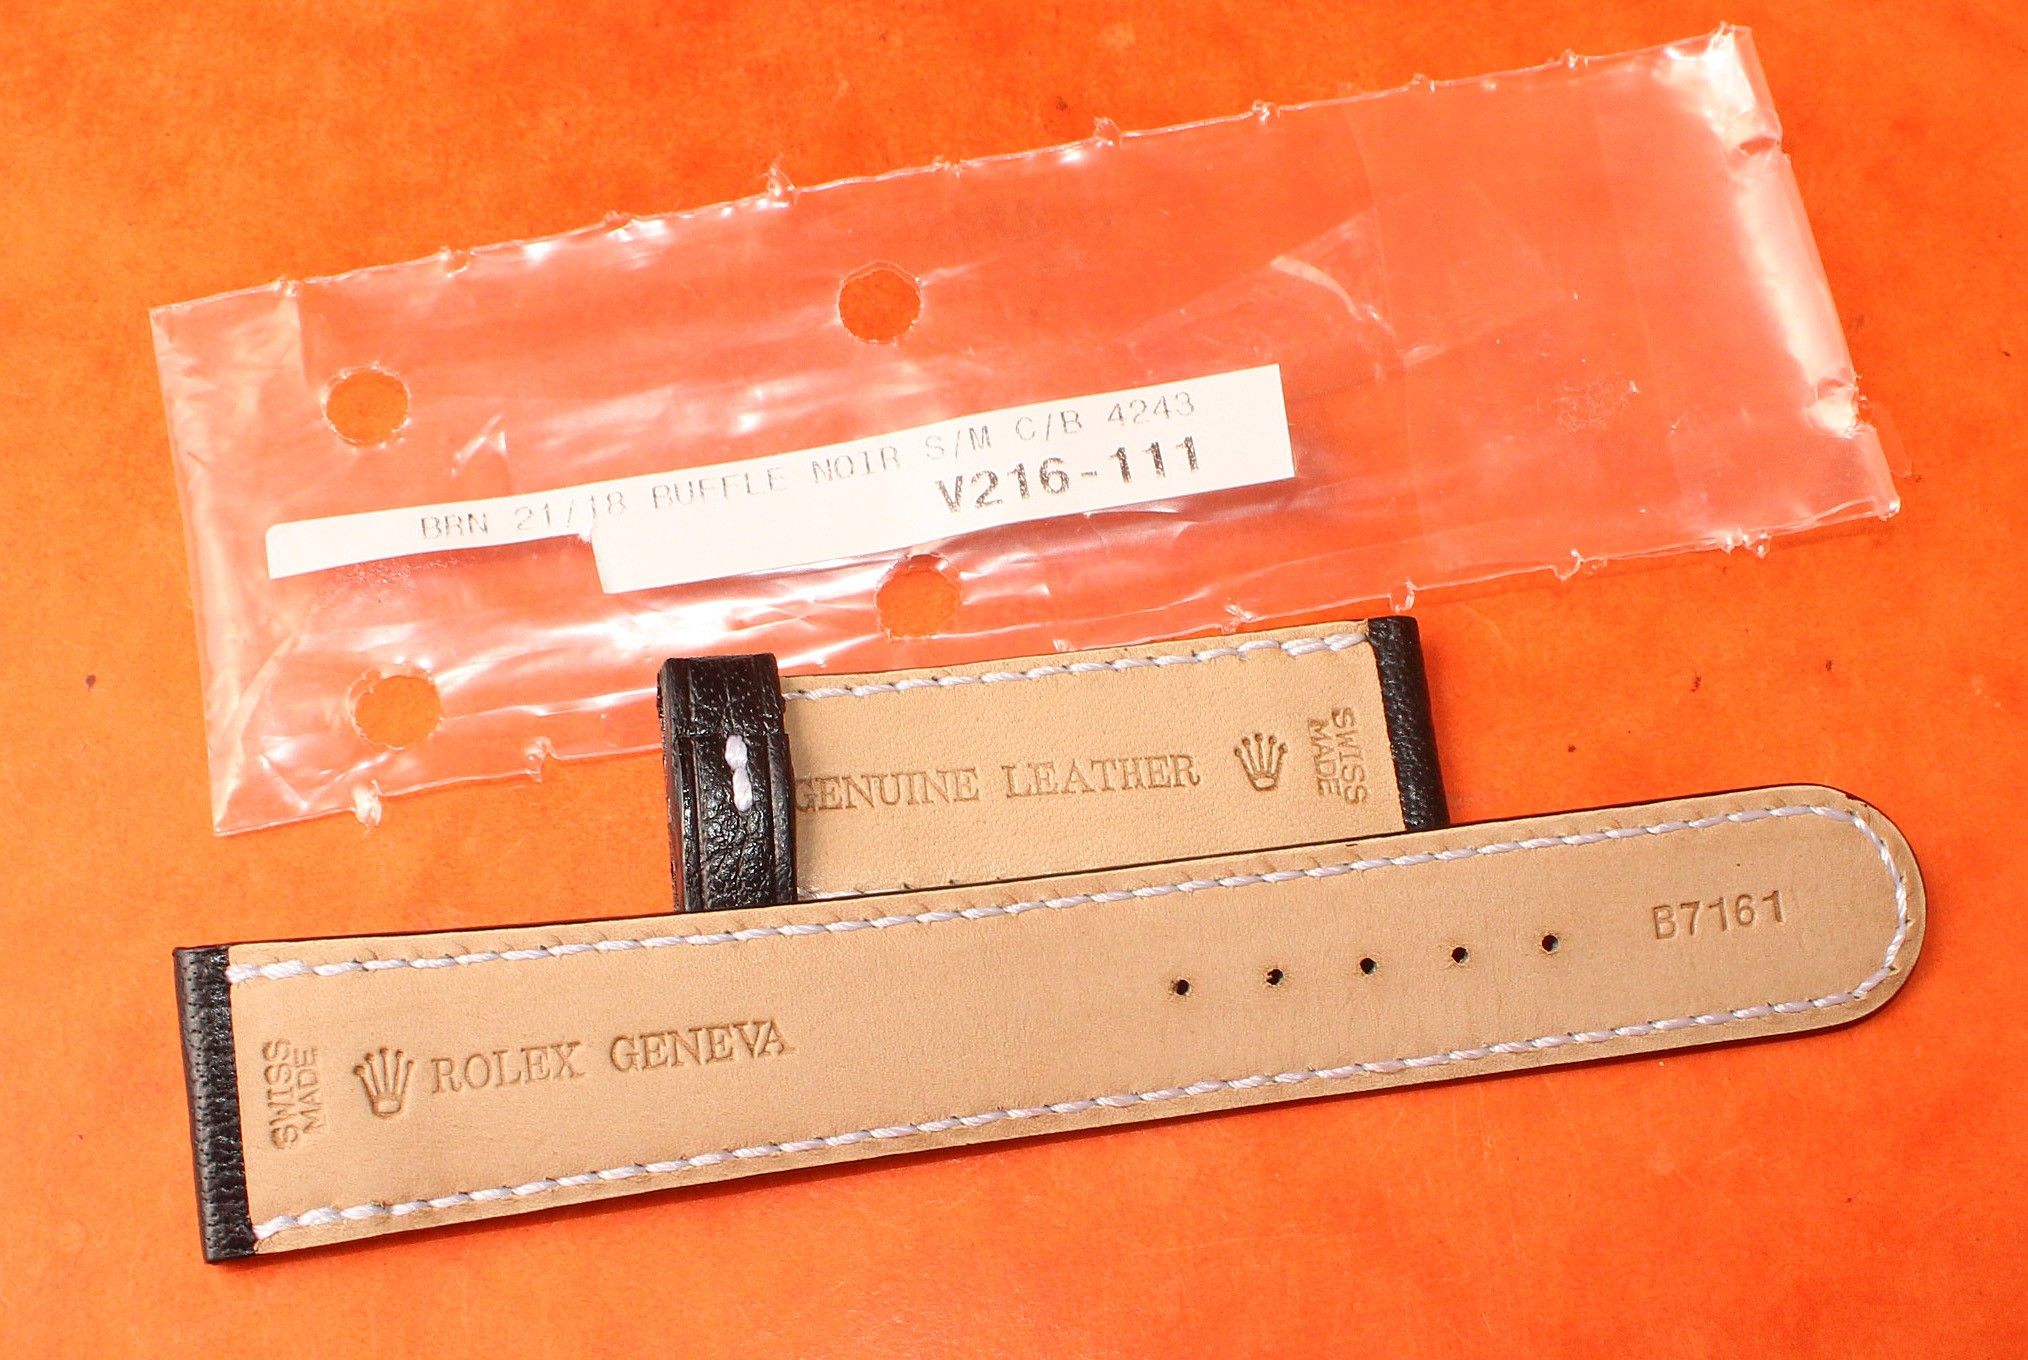 BRN 21/18 BUFFLE NOIR S/M C/B 4243
V216-111
GENUINE LEATHER
SWISS
MADE
B7161
SWISS
MADE
ROLEX GENEVA